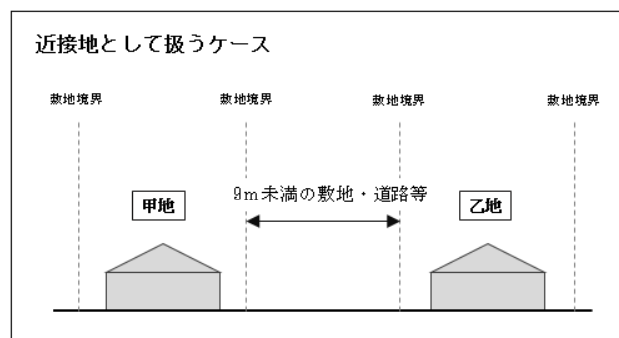 近接地として扱うケース
敷地境界
敷地境界
敷地境界
敷地境界
9m未満の敷地・道路等
甲地
乙地